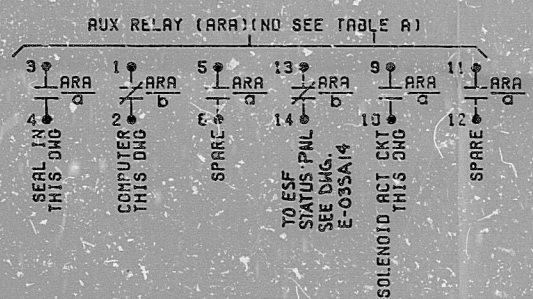 AUX RELAY (ARA)(NO SEE TABLE A)
3 1 5 13 9 11
ARA ARA ARA ARA ARA ARA
a b a b a a
4 2 6 14 10 12
SEAL IN
THIS DWG
COMPUTER
THIS DWG
SPARE
TO ESF
STATUS PNL
SEE DWG.
E-03SA14
SOLENOID ACT CKT
THIS DWG
SPARE